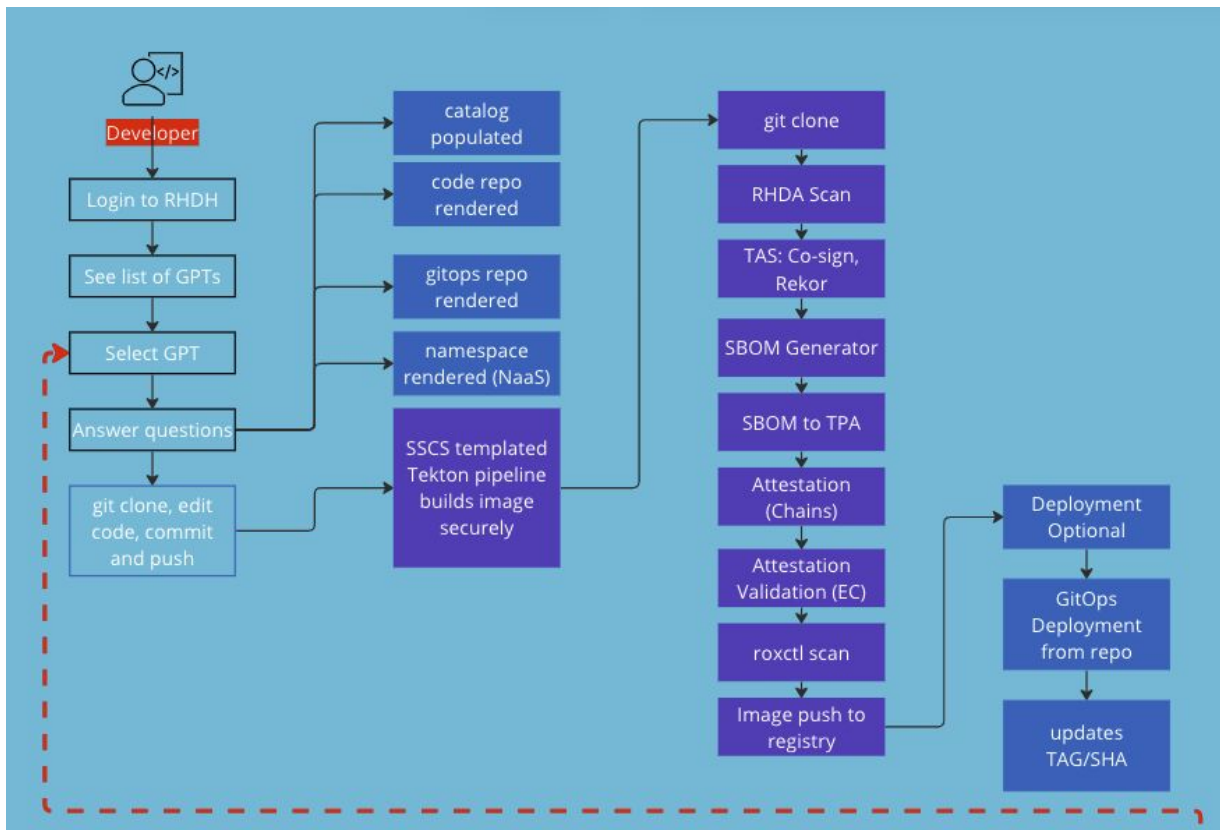 </>
Developer
Login to RHDH
See list of GPTs
Select GPT
Answer questions
git clone, edit
code, commit
and push
catalog
populated
code repo
rendered
gitops repo
rendered
namespace
rendered (NaaS)
SSCS templated
Tekton pipeline
builds image
securely
git clone
RHDA Scan
TAS: Co-sign,
Rekor
SBOM Generator
SBOM to TPA
Attestation
(Chains)
Attestation
Validation (EC)
roxctl scan
Image push to
registry
Deployment
Optional
GitOps
Deployment
from repo
updates
TAG/SHA